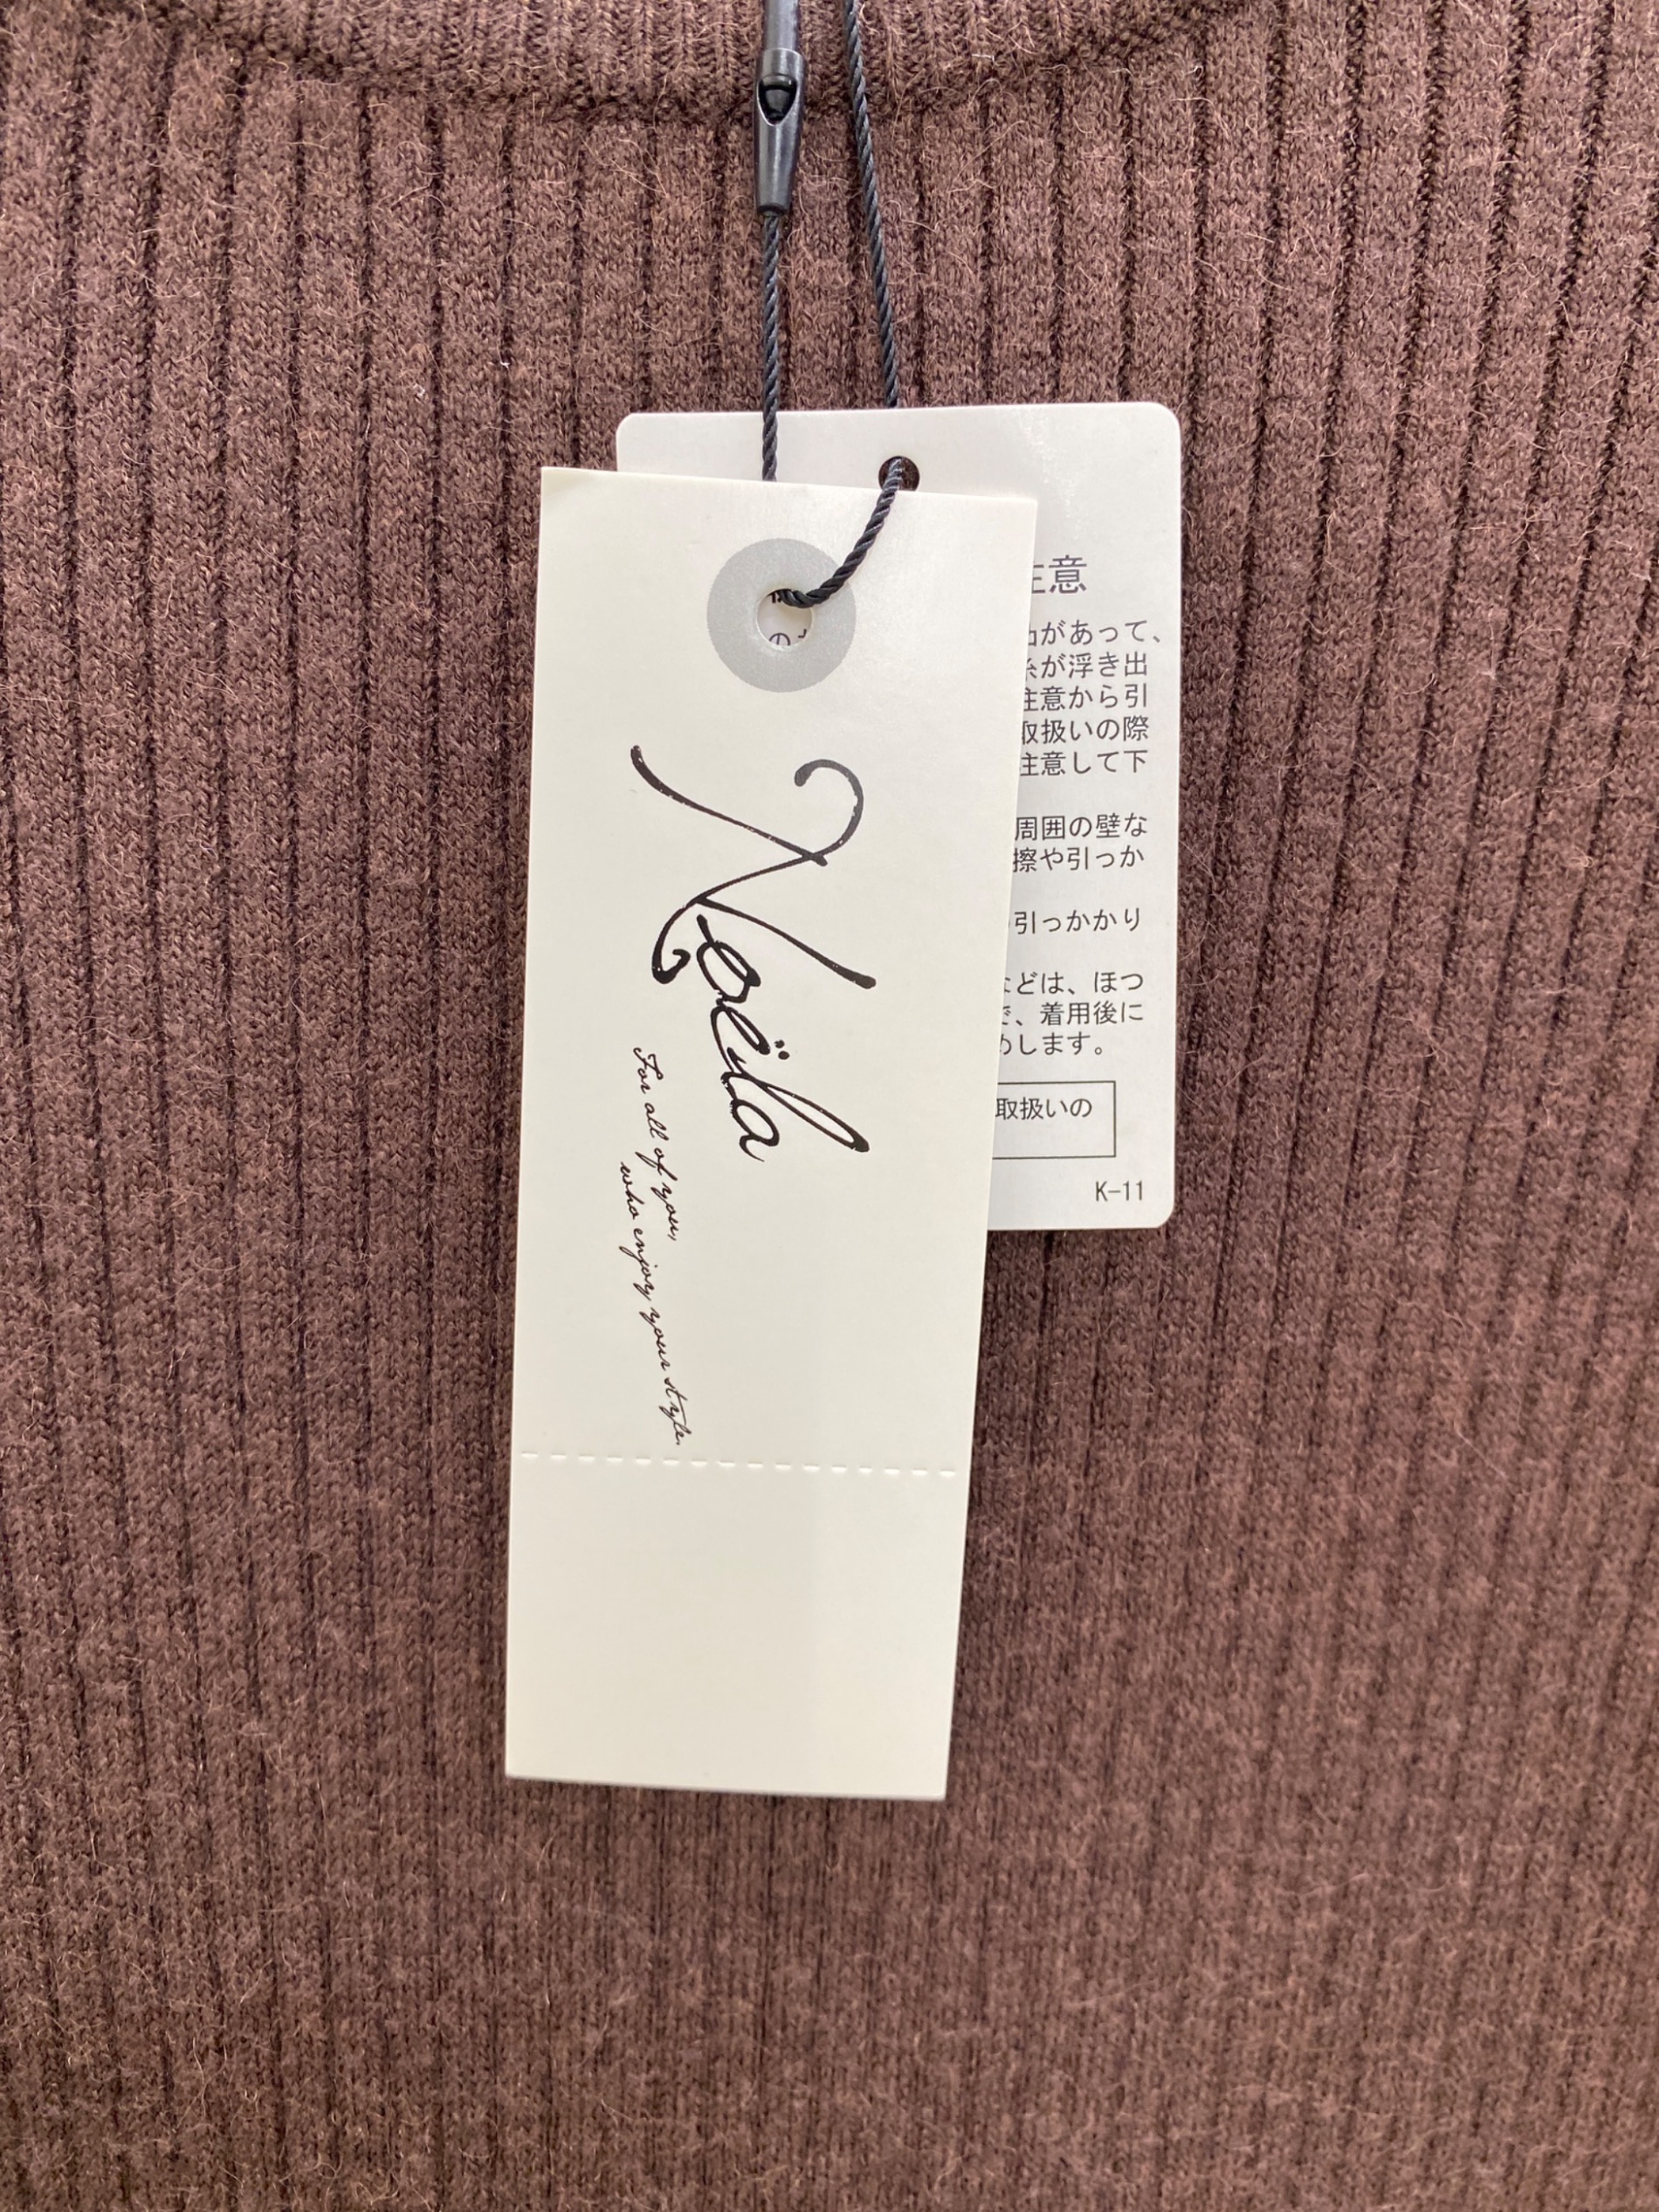 Noëla
For all of you,
who enjoy your style.
注意
があって、
糸が浮き出
注意から引
取扱いの際
注意して下
周囲の壁な
擦や引っか
引っかかり
などは、ほつ
で、着用後に
めします。
取扱いの
K-11